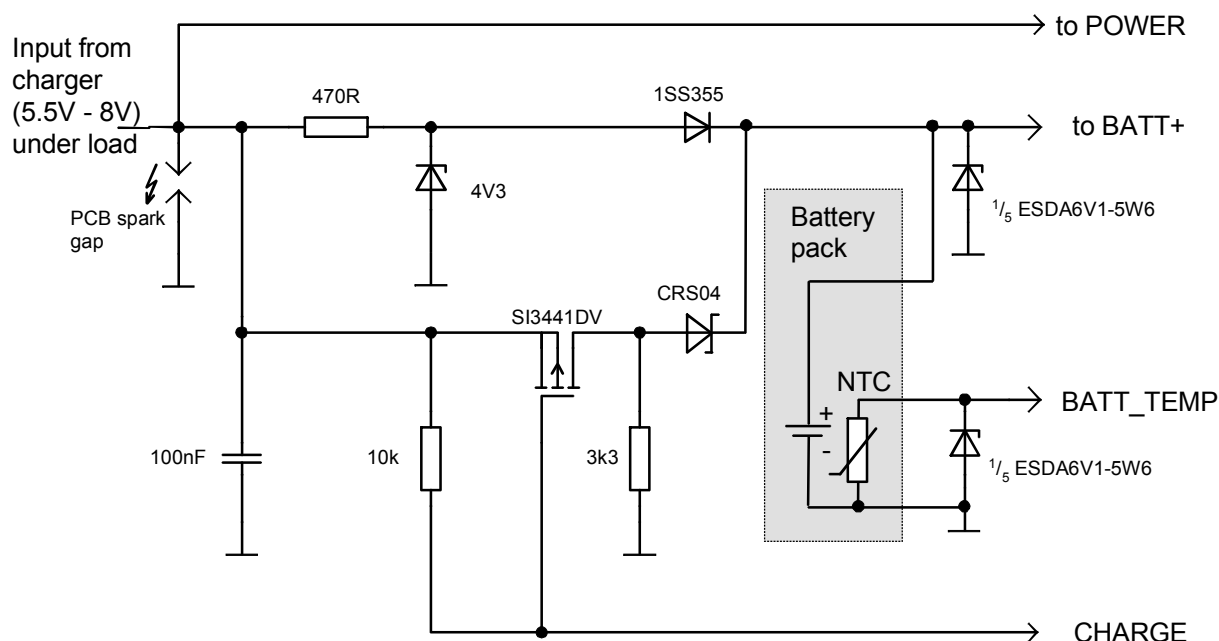 to POWER
Input from
charger
(5.5V - 8V)
under load
470R
1SS355
to BATT+
PCB spark
gap
4V3
1/5 ESDA6V1-5W6
Battery
pack
SI3441DV
CRS04
NTC
BATT_TEMP
+
-
100nF
10k
3k3
1/5 ESDA6V1-5W6
CHARGE